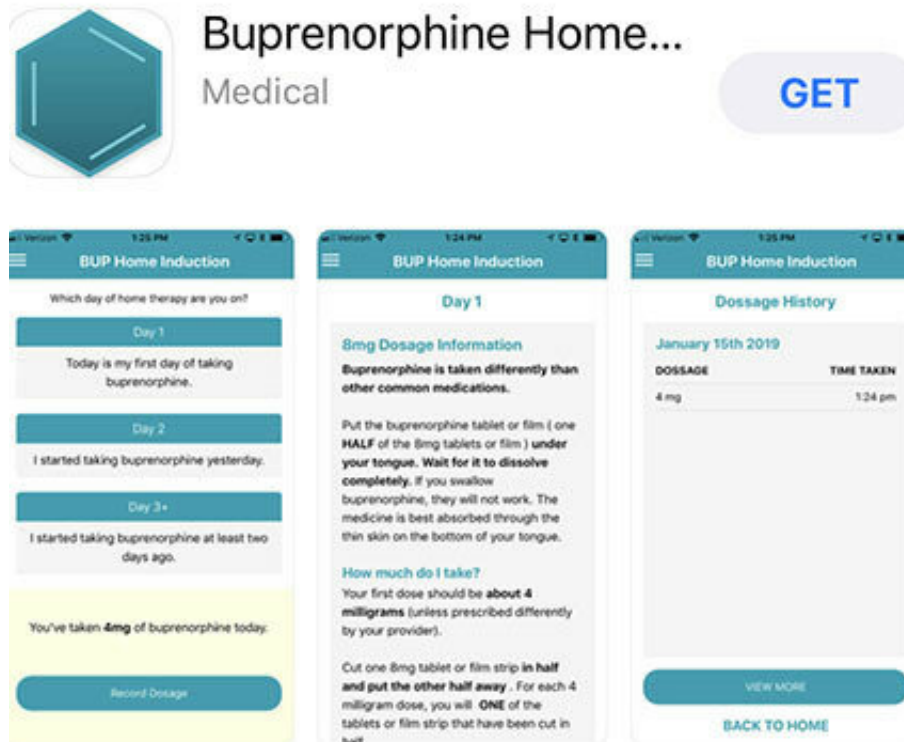 Buprenorphine Home...
Medical
GET
Verizon 1:25 PM
BUP Home Induction
Which day of home therapy are you on?
Day 1
Today is my first day of taking
buprenorphine.
Day 2
I started taking buprenorphine yesterday.
Day 3+
I started taking buprenorphine at least two
days ago.
You've taken 4mg of buprenorphine today.
Record Dosage
Verizon 1:24 PM
BUP Home Induction
Day 1
8mg Dosage Information
Buprenorphine is taken differently than
other common medications.
Put the buprenorphine tablet or film ( one
HALF of the 8mg tablets or film ) under
your tongue. Wait for it to dissolve
completely. If you swallow
buprenorphine, they will not work. The
medicine is best absorbed through the
thin skin on the bottom of your tongue.
How much do I take?
Your first dose should be about 4
milligrams (unless prescribed differently
by your provider).
Cut one 8mg tablet or film strip in half
and put the other half away . For each 4
milligram dose, you will ONE of the
tablets or film strip that have been cut in
Verizon 1:25 PM
BUP Home Induction
Dossage History
January 15th 2019
DOSSAGE TIME TAKEN
4 mg 1:24 pm
VIEW MORE
BACK TO HOME